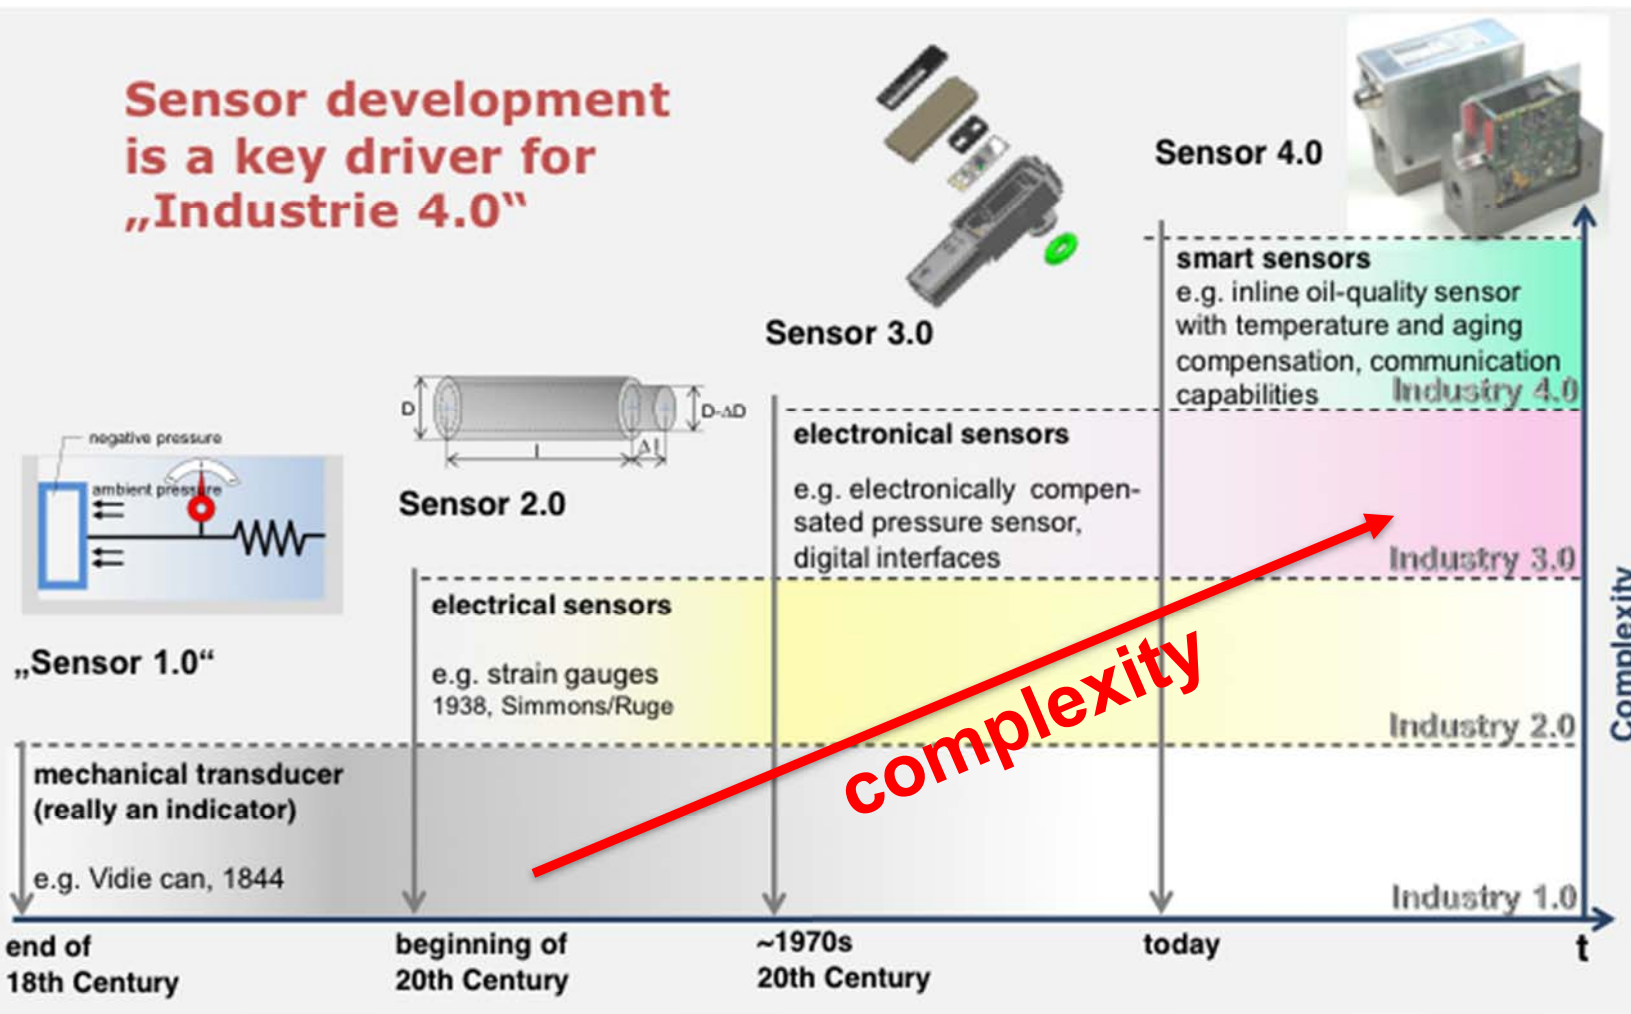 Sensor development
is a key driver for
„Industrie 4.0“
Sensor 4.0
smart sensors
e.g. inline oil-quality sensor
with temperature and aging
compensation, communication
capabilities
Industry 4.0
Sensor 3.0
electronical sensors
e.g. electronically compen-
sated pressure sensor,
digital interfaces
Industry 3.0
D
D-ΔD
l
Δl
Sensor 2.0
electrical sensors
e.g. strain gauges
1938, Simmons/Ruge
Industry 2.0
negative pressure
ambient pressure
„Sensor 1.0“
mechanical transducer
(really an indicator)
e.g. Vidie can, 1844
Industry 1.0
complexity
Complexity
end of
18th Century
beginning of
20th Century
~1970s
20th Century
today
t